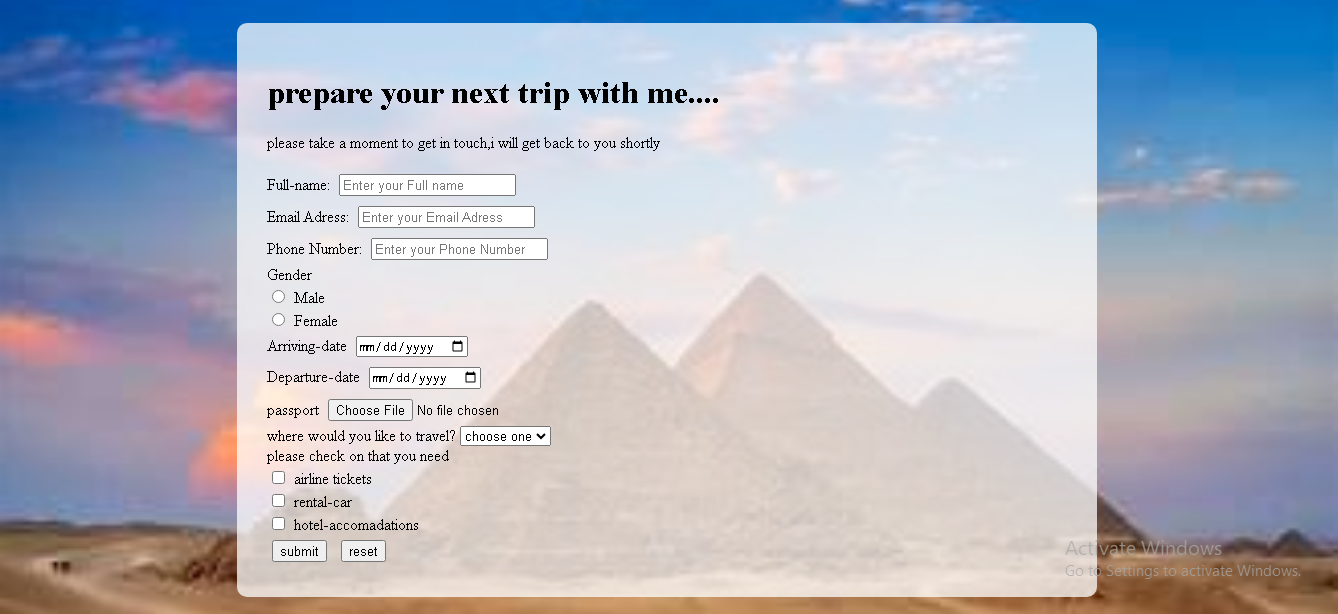 prepare your next trip with me....
please take a moment to get in touch,i will get back to you shortly
Full-name: Enter your Full name
Email Adress: Enter your Email Adress
Phone Number: Enter your Phone Number
Gender
Male
Female
Arriving-date mm/dd/yyyy
Departure-date mm/dd/yyyy
passport Choose File No file chosen
where would you like to travel? choose one
please check on that you need
airline tickets
rental-car
hotel-accomadations
submit reset
Activate Windows
Go to Settings to activate Windows.